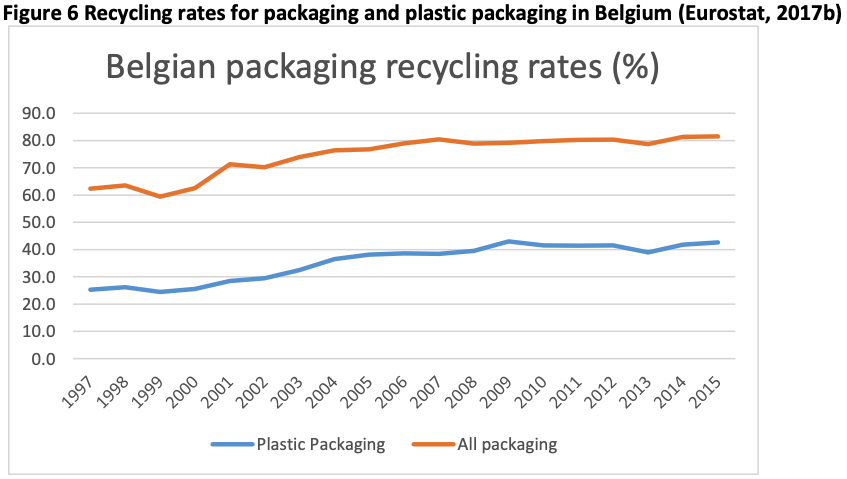 Figure 6 Recycling rates for packaging and plastic packaging in Belgium (Eurostat, 2017b)
Belgian packaging recycling rates (%)
90.0
80.0
70.0
60.0
50.0
40.0
30.0
20.0
10.0
0.0
1997 1998 1999 2000 2001 2002 2003 2004 2005 2006 2007 2008 2009 2010 2011 2012 2013 2014 2015
Plastic Packaging All packaging